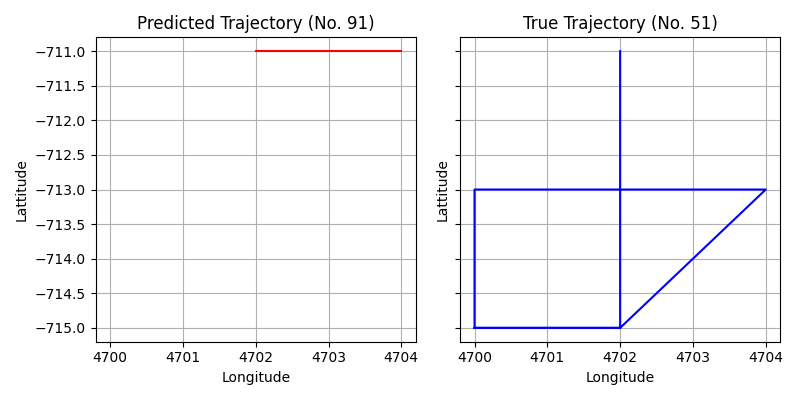 Predicted Trajectory (No. 91)
True Trajectory (No. 51)
−711.0
−711.5
−712.0
−712.5
−713.0
−713.5
−714.0
−714.5
−715.0
Lattitude
Lattitude
4700 4701 4702 4703 4704
4700 4701 4702 4703 4704
Longitude
Longitude